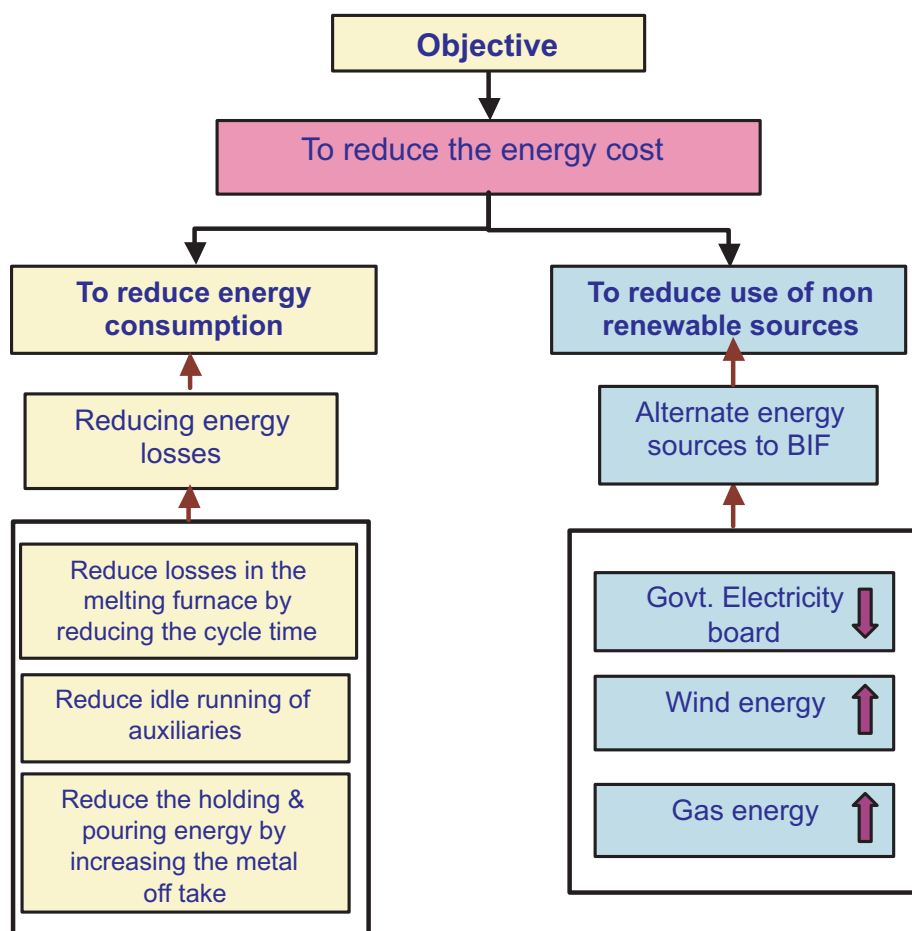 Objective
To reduce the energy cost
To reduce energy
consumption
To reduce use of non
renewable sources
Reducing energy
losses
Alternate energy
sources to BIF
Reduce losses in the
melting furnace by
reducing the cycle time
Reduce idle running of
auxiliaries
Reduce the holding &
pouring energy by
increasing the metal
off take
Govt. Electricity
board
Wind energy
Gas energy